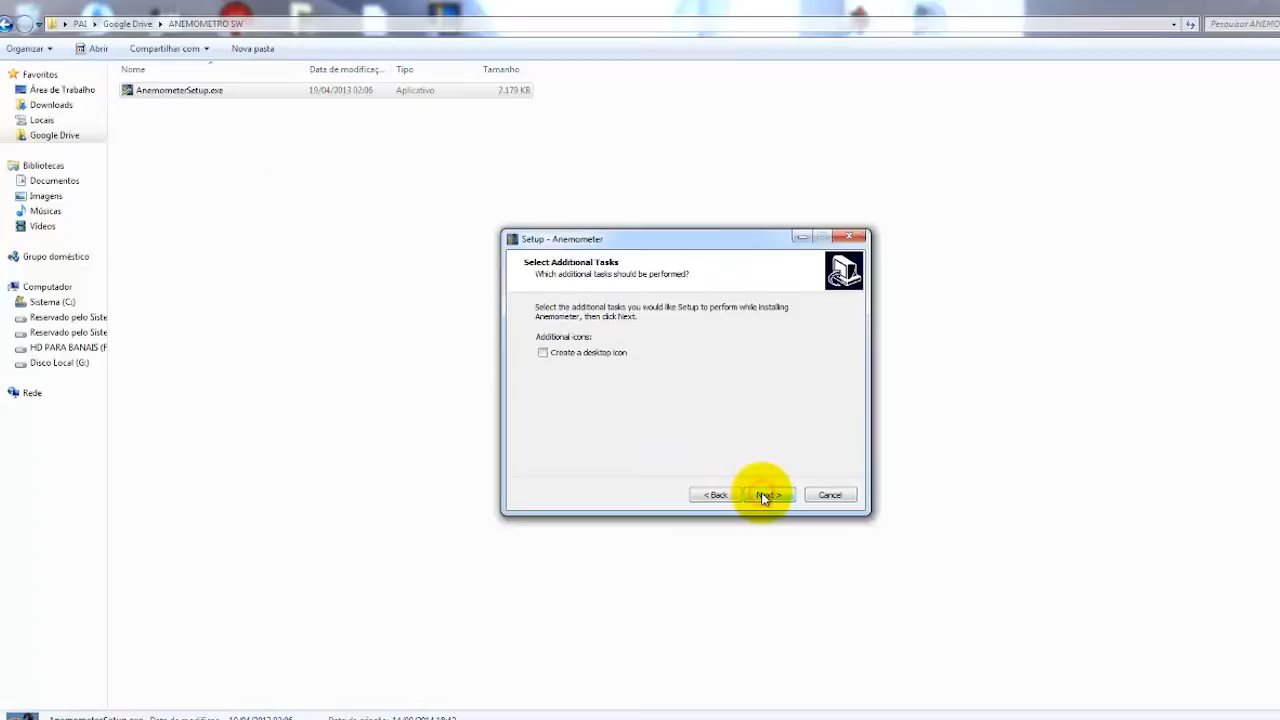 PAI
Google Drive
ANEMOMETRO SW
Pesquisar ANEMO
Organizar
Abrir
Compartilhar com
Nova pasta
Nome
Data de modificaç...
Tipo
Tamanho
AnemometerSetup.exe
19/04/2013 02:06
Aplicativo
2.179 KB
Favoritos
Área de Trabalho
Downloads
Locais
Google Drive
Bibliotecas
Documentos
Imagens
Músicas
Vídeos
Grupo doméstico
Computador
Sistema (C:)
Reservado pelo Siste
Reservado pelo Siste
HD PARA BANAIS (F
Disco Local (G:)
Rede
Setup - Anemometer
Select Additional Tasks
Which additional tasks should be performed?
Select the additional tasks you would like Setup to perform while installing
Anemometer, then click Next.
Additional icons:
Create a desktop icon
< Back
Next >
Cancel